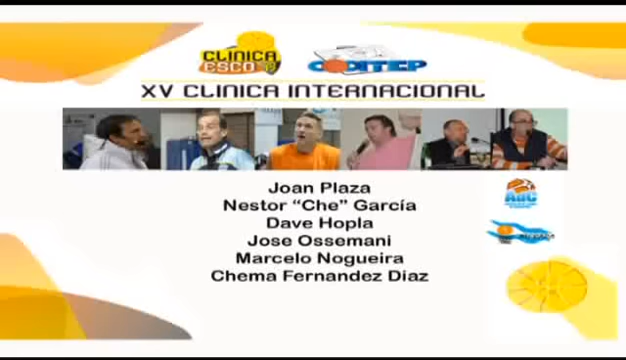 CLINICA
ESCO
CODITEP
XV CLINICA INTERNACIONAL
Joan Plaza
Nestor “Che” García
Dave Hopla
Jose Ossemani
Marcelo Nogueira
Chema Fernandez Diaz
AdC